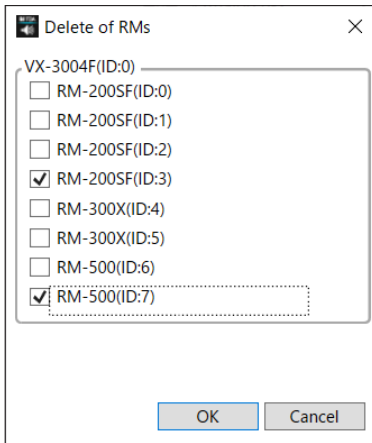 Delete of RMs
VX-3004F(ID:0)
RM-200SF(ID:0)
RM-200SF(ID:1)
RM-200SF(ID:2)
RM-200SF(ID:3)
RM-300X(ID:4)
RM-300X(ID:5)
RM-500(ID:6)
RM-500(ID:7)
OK Cancel